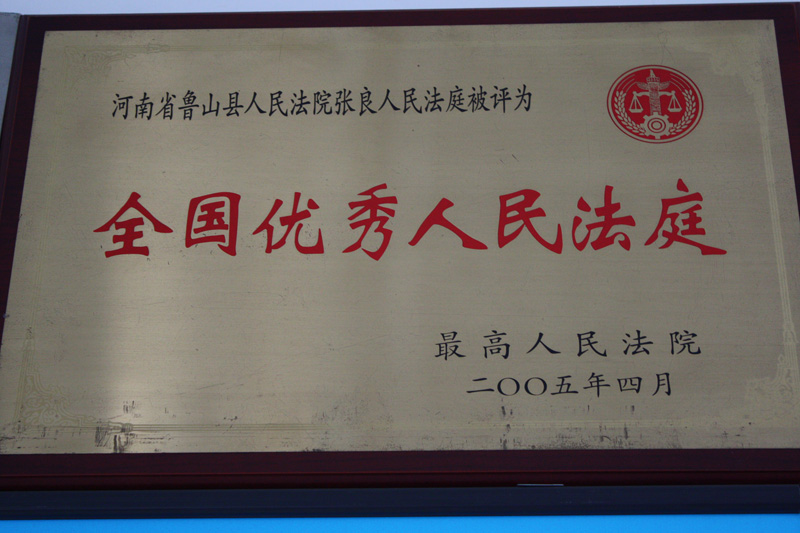 河南省鲁山县人民法院张良人民法庭被评为
全国优秀人民法庭
最高人民法院
二〇〇五年四月